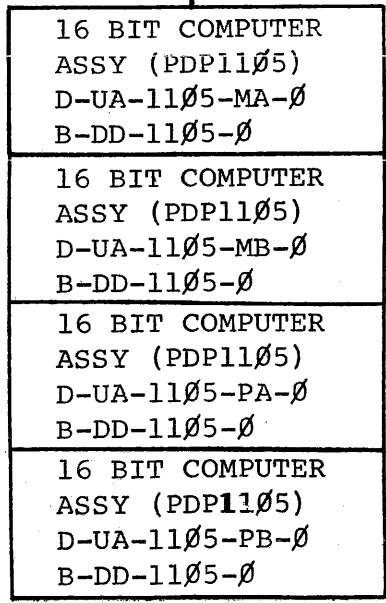 16 BIT COMPUTER
ASSY (PDP11Ø5)
D-UA-11Ø5-MA-Ø
B-DD-11Ø5-Ø
16 BIT COMPUTER
ASSY (PDP11Ø5)
D-UA-11Ø5-MB-Ø
B-DD-11Ø5-Ø
16 BIT COMPUTER
ASSY (PDP11Ø5)
D-UA-11Ø5-PA-Ø
B-DD-11Ø5-Ø
16 BIT COMPUTER
ASSY (PDP11Ø5)
D-UA-11Ø5-PB-Ø
B-DD-11Ø5-Ø